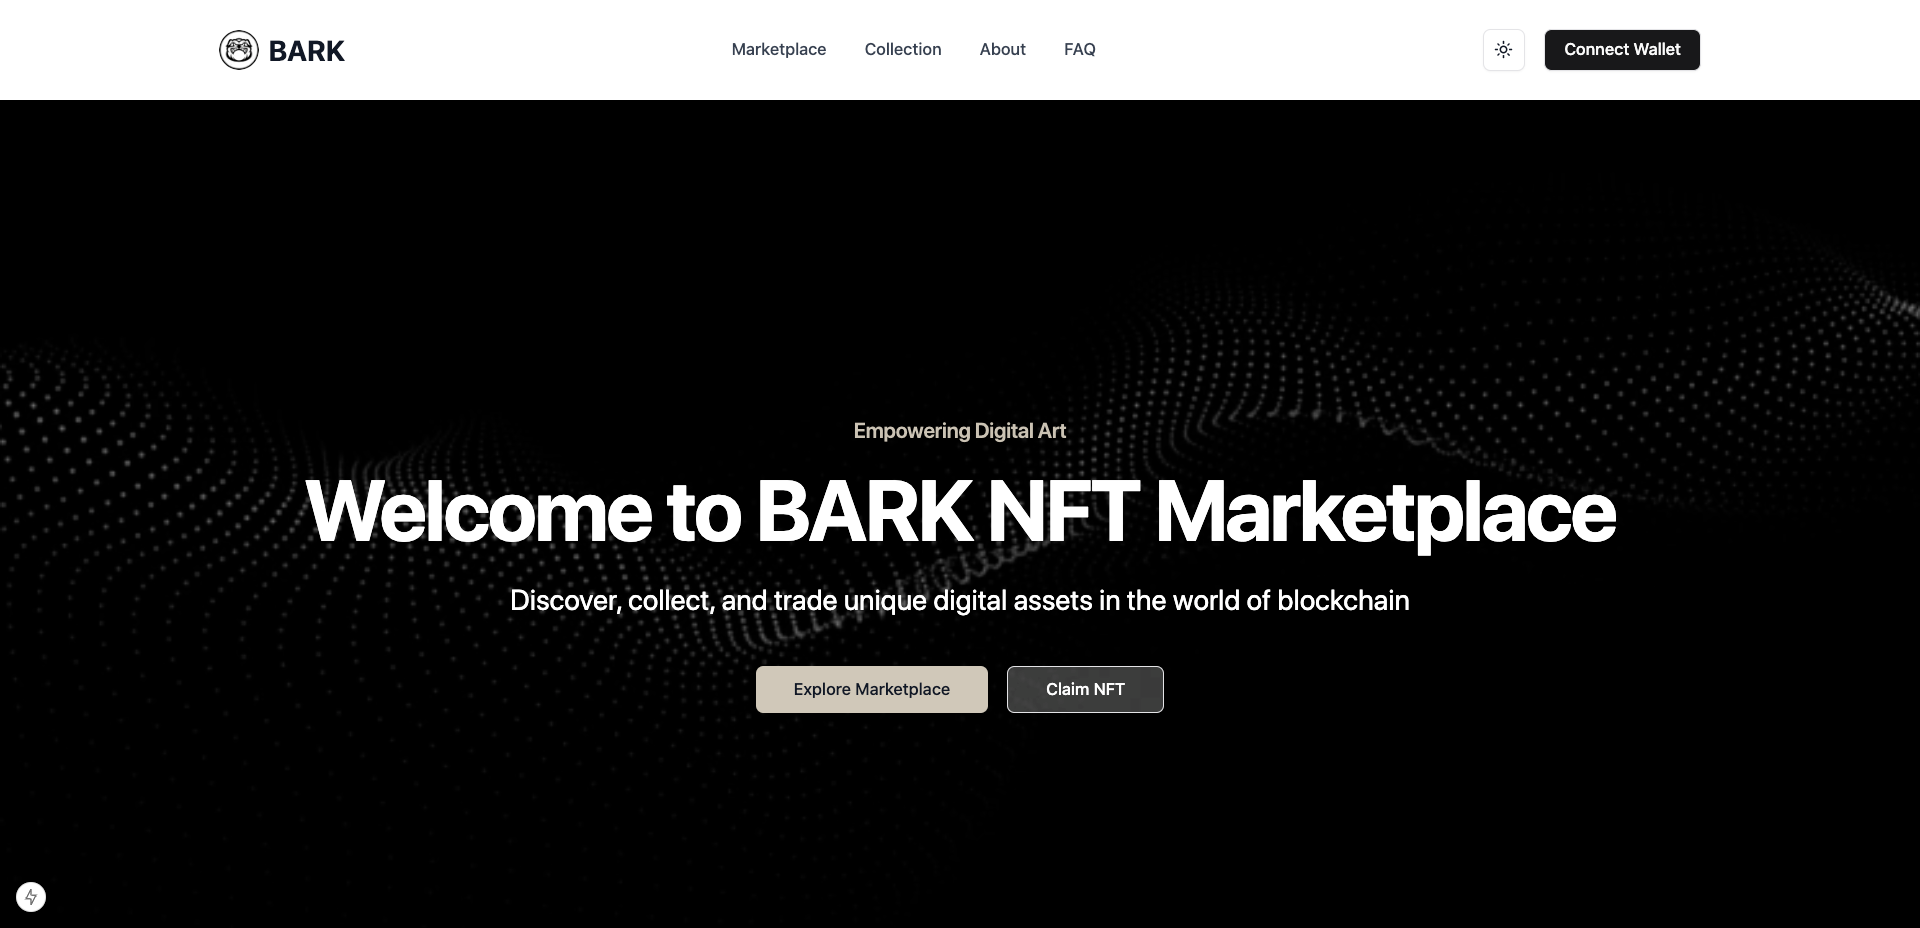 BARK
Marketplace
Collection
About
FAQ
Connect Wallet
Empowering Digital Art
Welcome to BARK NFT Marketplace
Discover, collect, and trade unique digital assets in the world of blockchain
Explore Marketplace
Claim NFT